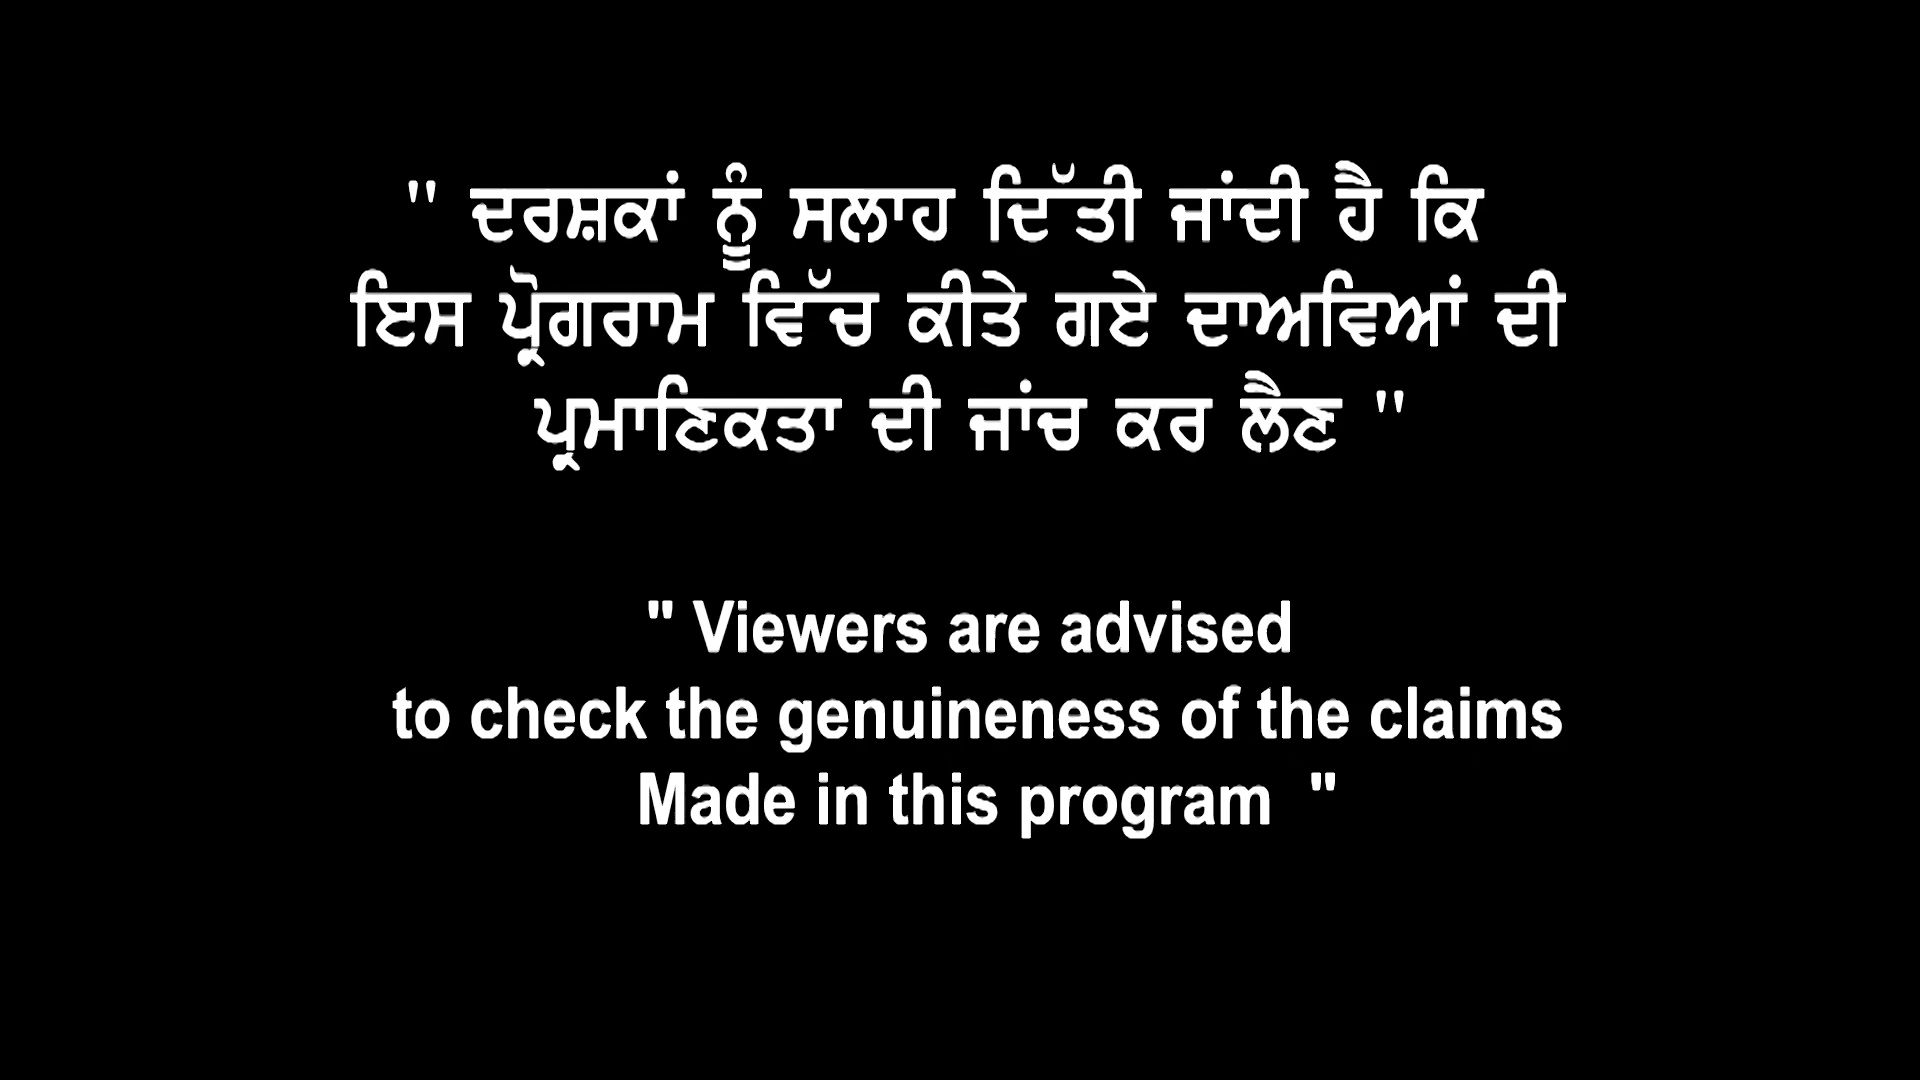 " ਦਰਸ਼ਕਾਂ ਨੂੰ ਸਲਾਹ ਦਿੱਤੀ ਜਾਂਦੀ ਹੈ ਕਿ
ਇਸ ਪ੍ਰੋਗਰਾਮ ਵਿੱਚ ਕੀਤੇ ਗਏ ਦਾਅਵਿਆਂ ਦੀ
ਪ੍ਰਮਾਣਿਕਤਾ ਦੀ ਜਾਂਚ ਕਰ ਲੈਣ "
" Viewers are advised
to check the genuineness of the claims
Made in this program "